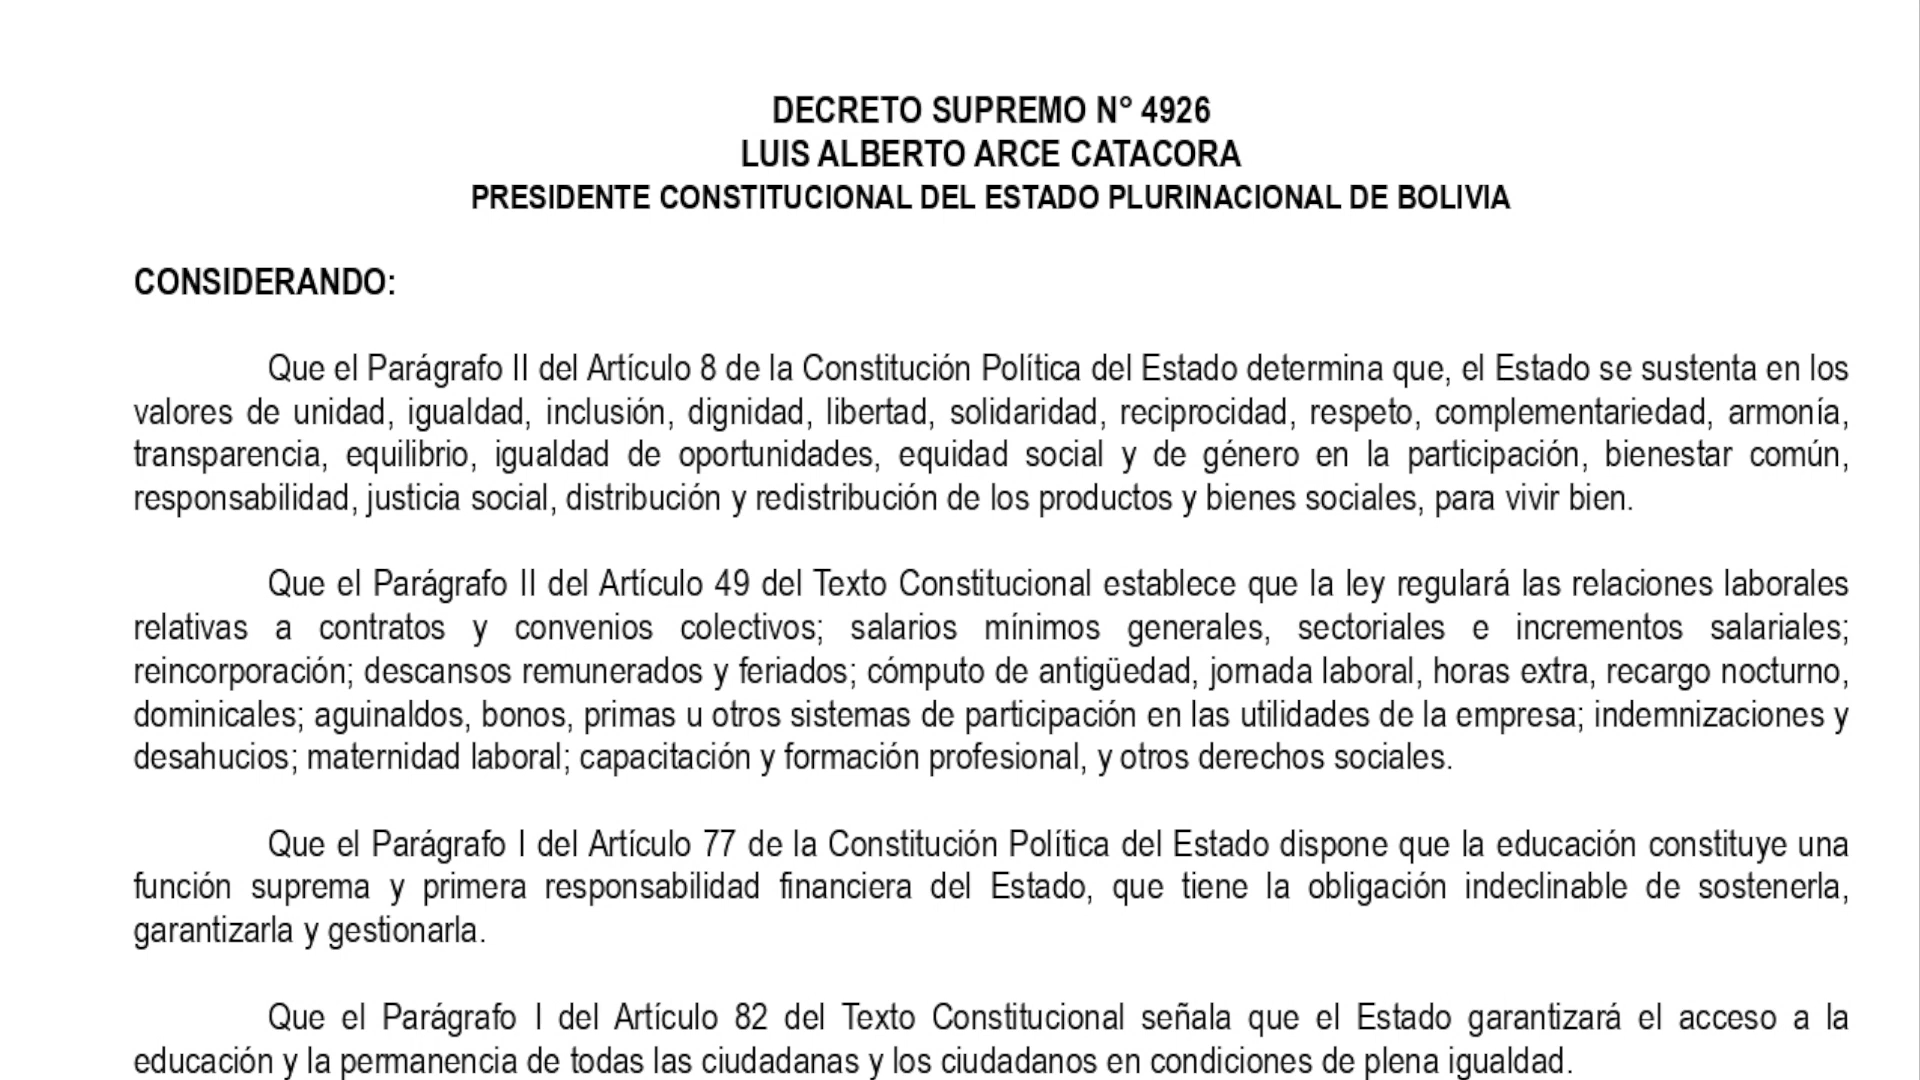 DECRETO SUPREMO N° 4926
LUIS ALBERTO ARCE CATACORA
PRESIDENTE CONSTITUCIONAL DEL ESTADO PLURINACIONAL DE BOLIVIA
CONSIDERANDO:
Que el Parágrafo II del Artículo 8 de la Constitución Política del Estado determina que, el Estado se sustenta en los
valores de unidad, igualdad, inclusión, dignidad, libertad, solidaridad, reciprocidad, respeto, complementariedad, armonía,
transparencia, equilibrio, igualdad de oportunidades, equidad social y de género en la participación, bienestar común,
responsabilidad, justicia social, distribución y redistribución de los productos y bienes sociales, para vivir bien.
Que el Parágrafo II del Artículo 49 del Texto Constitucional establece que la ley regulará las relaciones laborales
relativas a contratos y convenios colectivos; salarios mínimos generales, sectoriales e incrementos salariales;
reincorporación; descansos remunerados y feriados; cómputo de antigüedad, jornada laboral, horas extra, recargo nocturno,
dominicales; aguinaldos, bonos, primas u otros sistemas de participación en las utilidades de la empresa; indemnizaciones y
desahucios; maternidad laboral; capacitación y formación profesional, y otros derechos sociales.
Que el Parágrafo I del Artículo 77 de la Constitución Política del Estado dispone que la educación constituye una
función suprema y primera responsabilidad financiera del Estado, que tiene la obligación indeclinable de sostenerla,
garantizarla y gestionarla.
Que el Parágrafo I del Artículo 82 del Texto Constitucional señala que el Estado garantizará el acceso a la
educación y la permanencia de todas las ciudadanas y los ciudadanos en condiciones de plena igualdad.